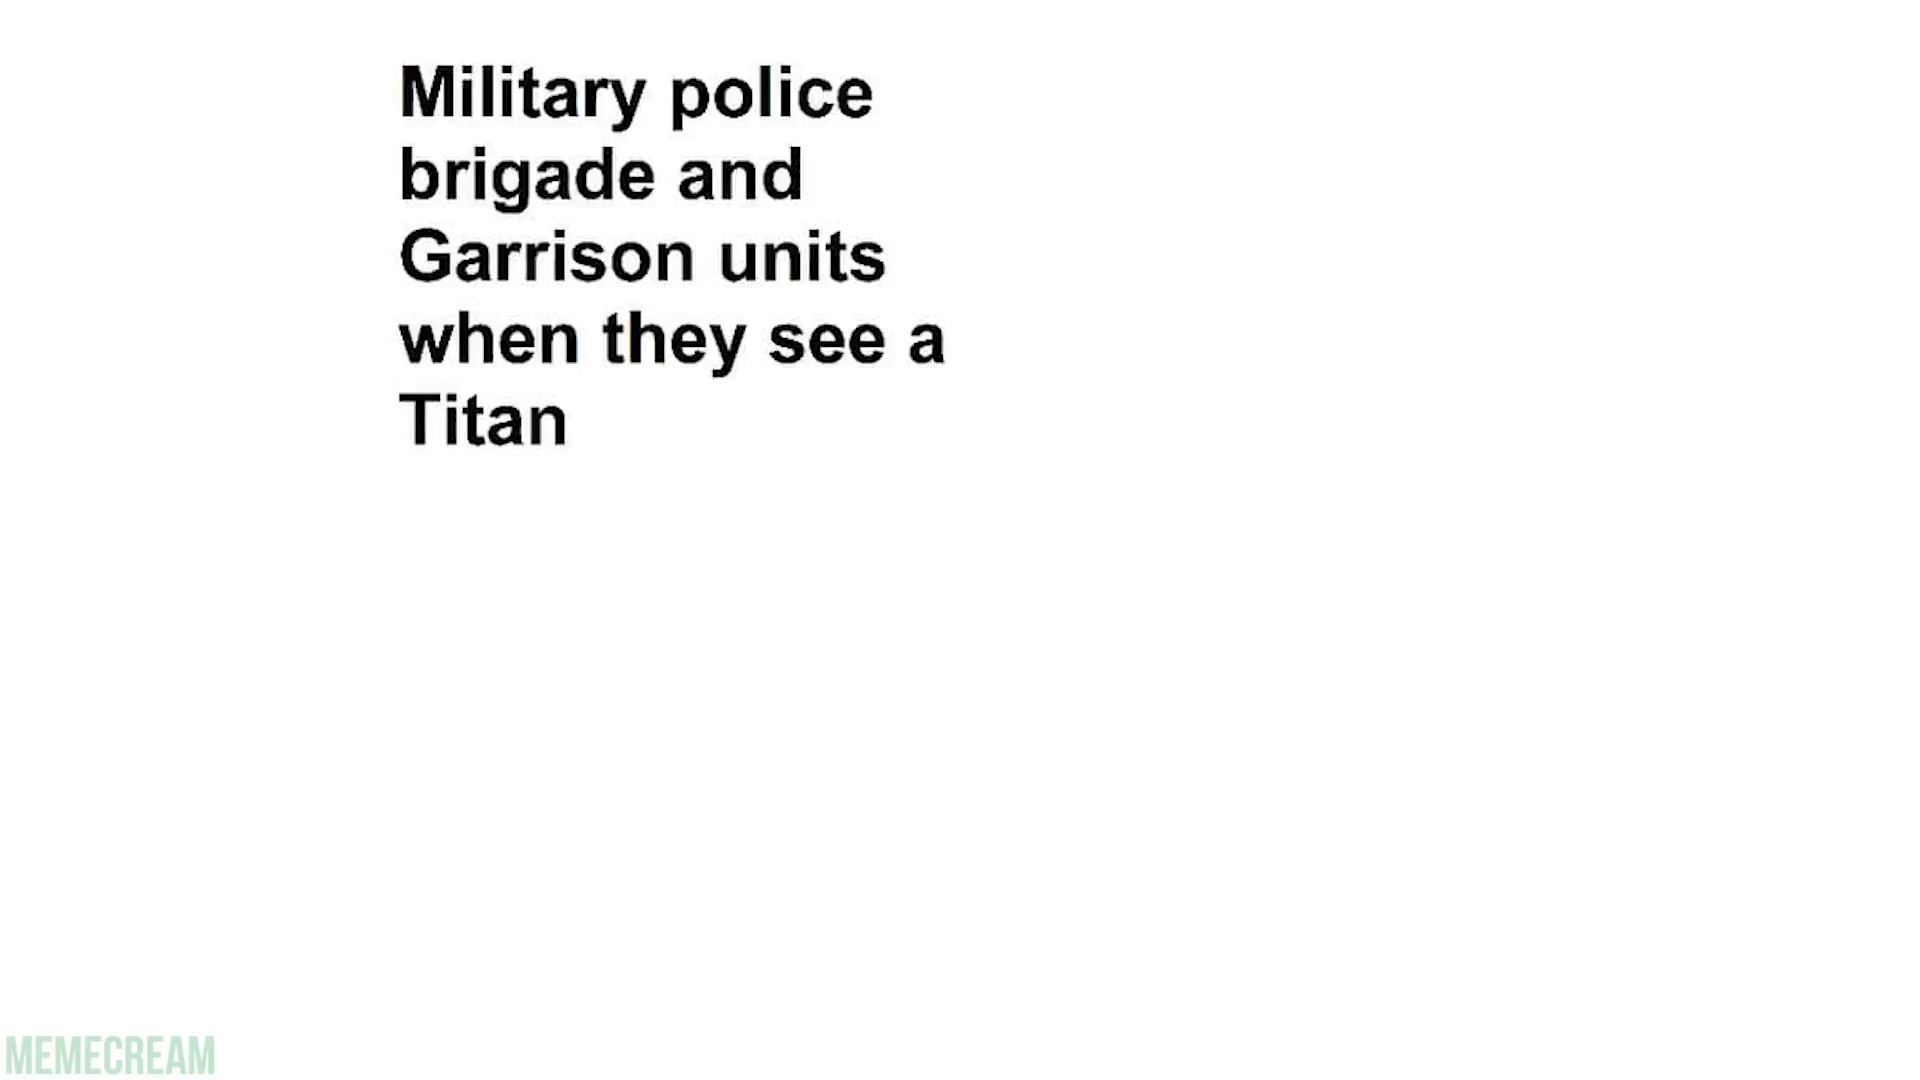 Military police
brigade and
Garrison units
when they see a
Titan
MEMECREAM